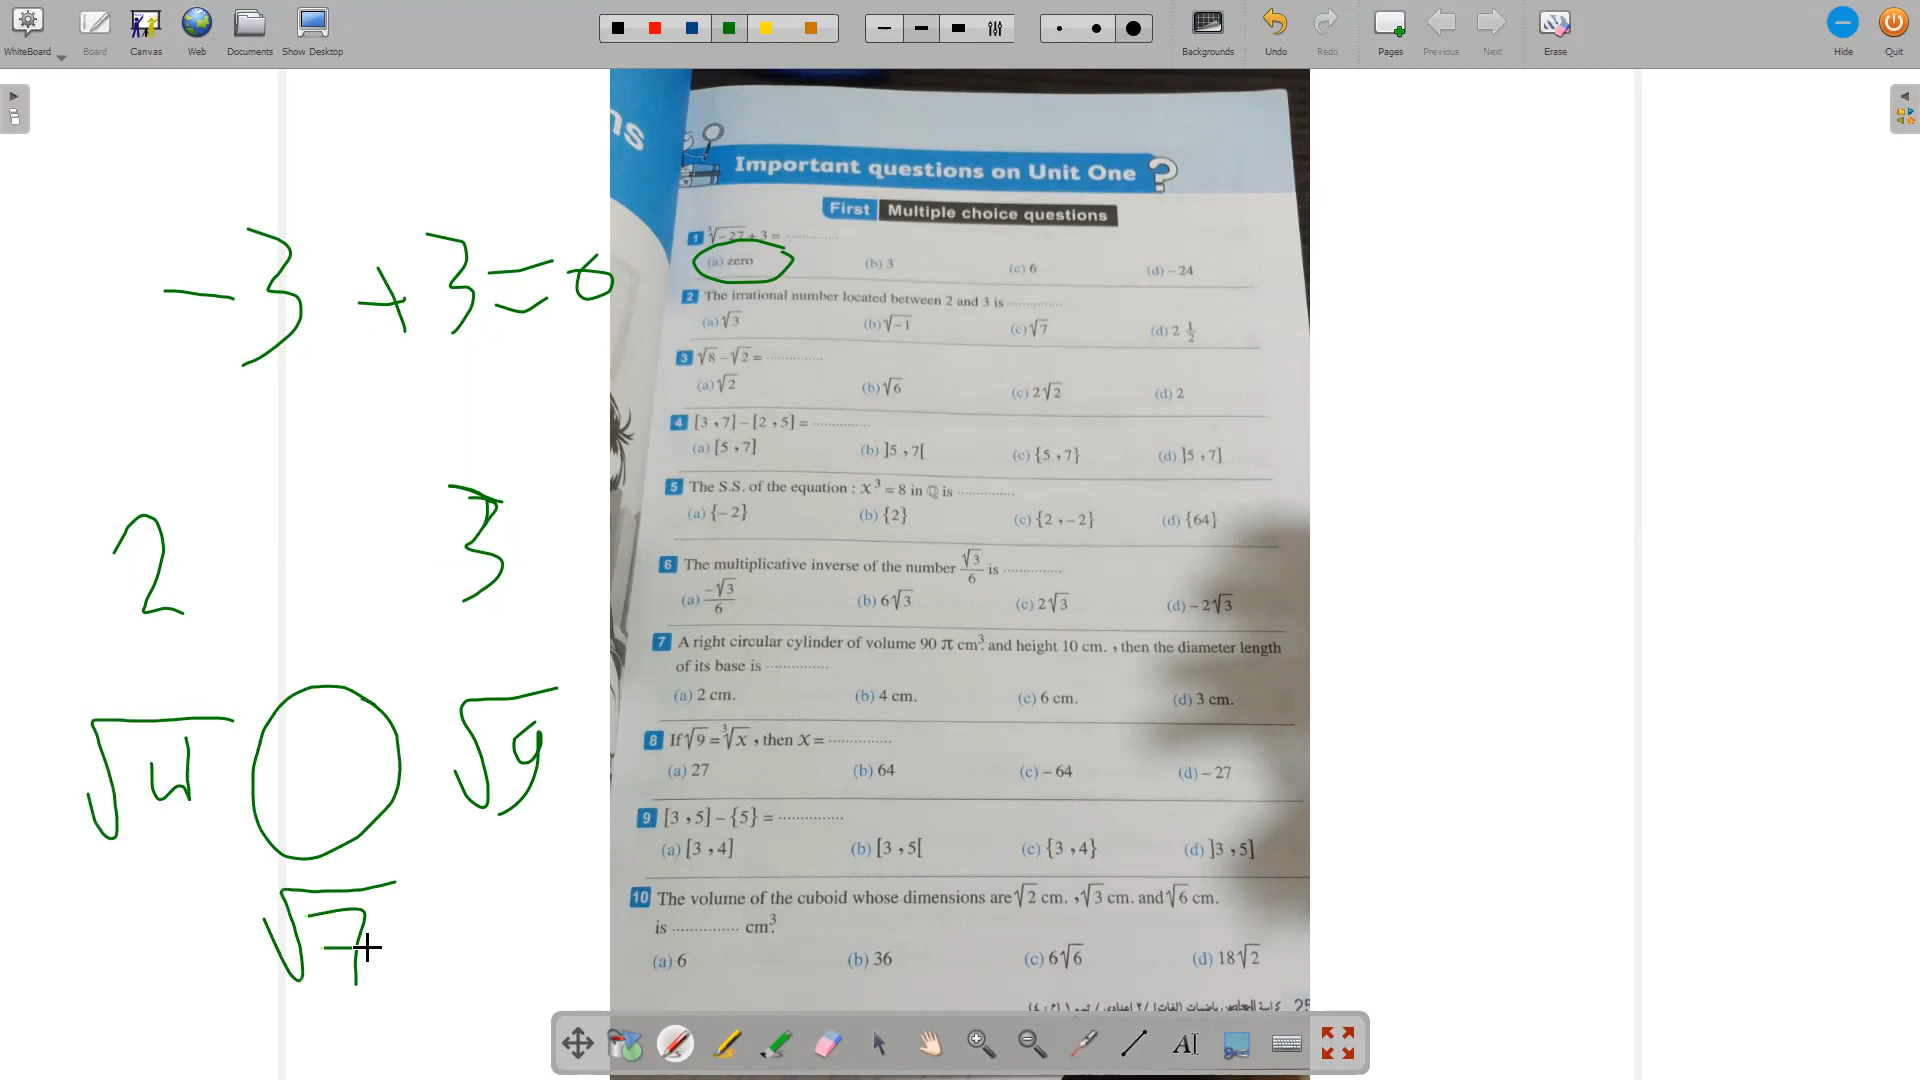 WhiteBoard Board Canvas Web Documents Show Desktop Backgrounds Undo Redo Pages Previous Next Erase Hide Quit
ns
Important questions on Unit One ?
First Multiple choice questions
1 ∛−27 + 3 = ..............
(a) zero (b) 3 (c) 6 (d) − 24
2 The irrational number located between 2 and 3 is ..............
(a) √3 (b) √−1 (c) √7 (d) 2 1/2
3 √8 − √2 = ..............
(a) √2 (b) √6 (c) 2√2 (d) 2
4 [3 , 7] − [2 , 5] = ..............
(a) [5 , 7] (b) ]5 , 7[ (c) {5 , 7} (d) ]5 , 7]
5 The S.S. of the equation : x³ = 8 in ℚ is ..............
(a) {− 2} (b) {2} (c) {2 , − 2} (d) {64}
6 The multiplicative inverse of the number √3/6 is ..............
(a) −√3/6 (b) 6√3 (c) 2√3 (d) − 2√3
7 A right circular cylinder of volume 90 π cm³. and height 10 cm. , then the diameter length
of its base is ..............
(a) 2 cm. (b) 4 cm. (c) 6 cm. (d) 3 cm.
8 If √9 = ∛x , then x = ..............
(a) 27 (b) 64 (c) − 64 (d) − 27
9 [3 , 5] − {5} = ..............
(a) [3 , 4] (b) [3 , 5[ (c) {3 , 4} (d) ]3 , 5]
10 The volume of the cuboid whose dimensions are √2 cm. , √3 cm. and √6 cm.
is .............. cm³.
(a) 6 (b) 36 (c) 6√6 (d) 18√2
−3 + 3 = 0
2 3
√4 √9
√7
AI